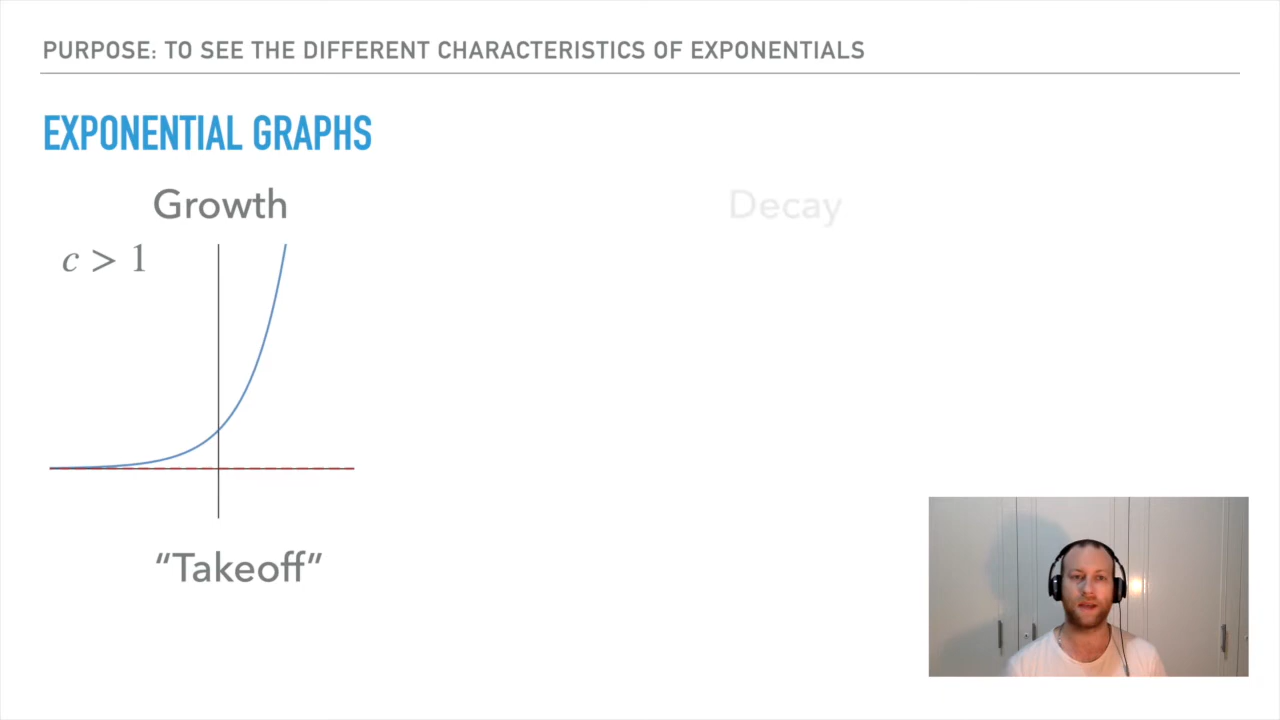 PURPOSE: TO SEE THE DIFFERENT CHARACTERISTICS OF EXPONENTIALS
EXPONENTIAL GRAPHS
Growth
Decay
c > 1
“Takeoff”